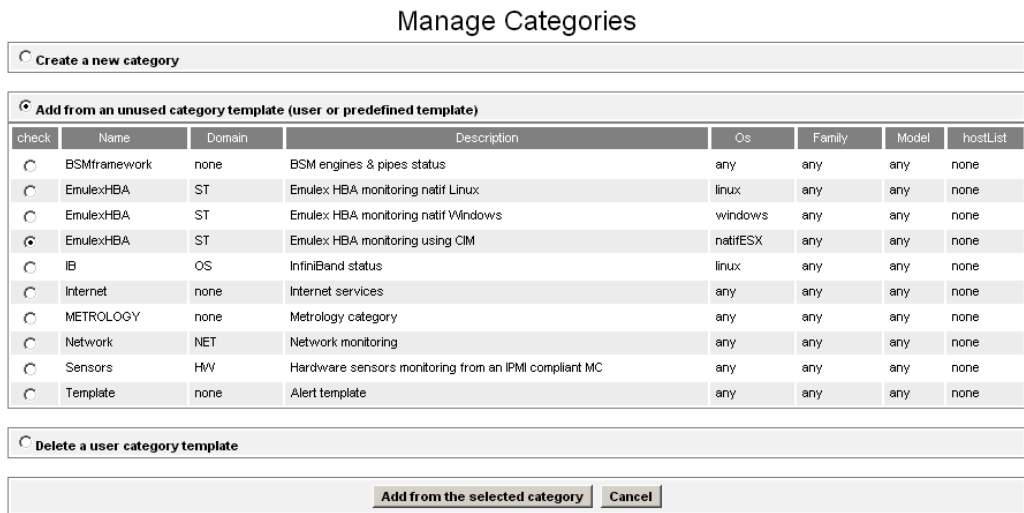 Manage Categories
Create a new category
Add from an unused category template (user or predefined template)
check Name Domain Description Os Family Model hostList
BSMframework none BSM engines & pipes status any any any none
EmulexHBA ST Emulex HBA monitoring natif Linux linux any any none
EmulexHBA ST Emulex HBA monitoring natif Windows windows any any none
EmulexHBA ST Emulex HBA monitoring using CIM natifESX any any none
IB OS InfiniBand status linux any any none
Internet none Internet services any any any none
METROLOGY none Metrology category any any any none
Network NET Network monitoring any any any none
Sensors HW Hardware sensors monitoring from an IPMI compliant MC any any any none
Template none Alert template any any any none
Delete a user category template
Add from the selected category Cancel